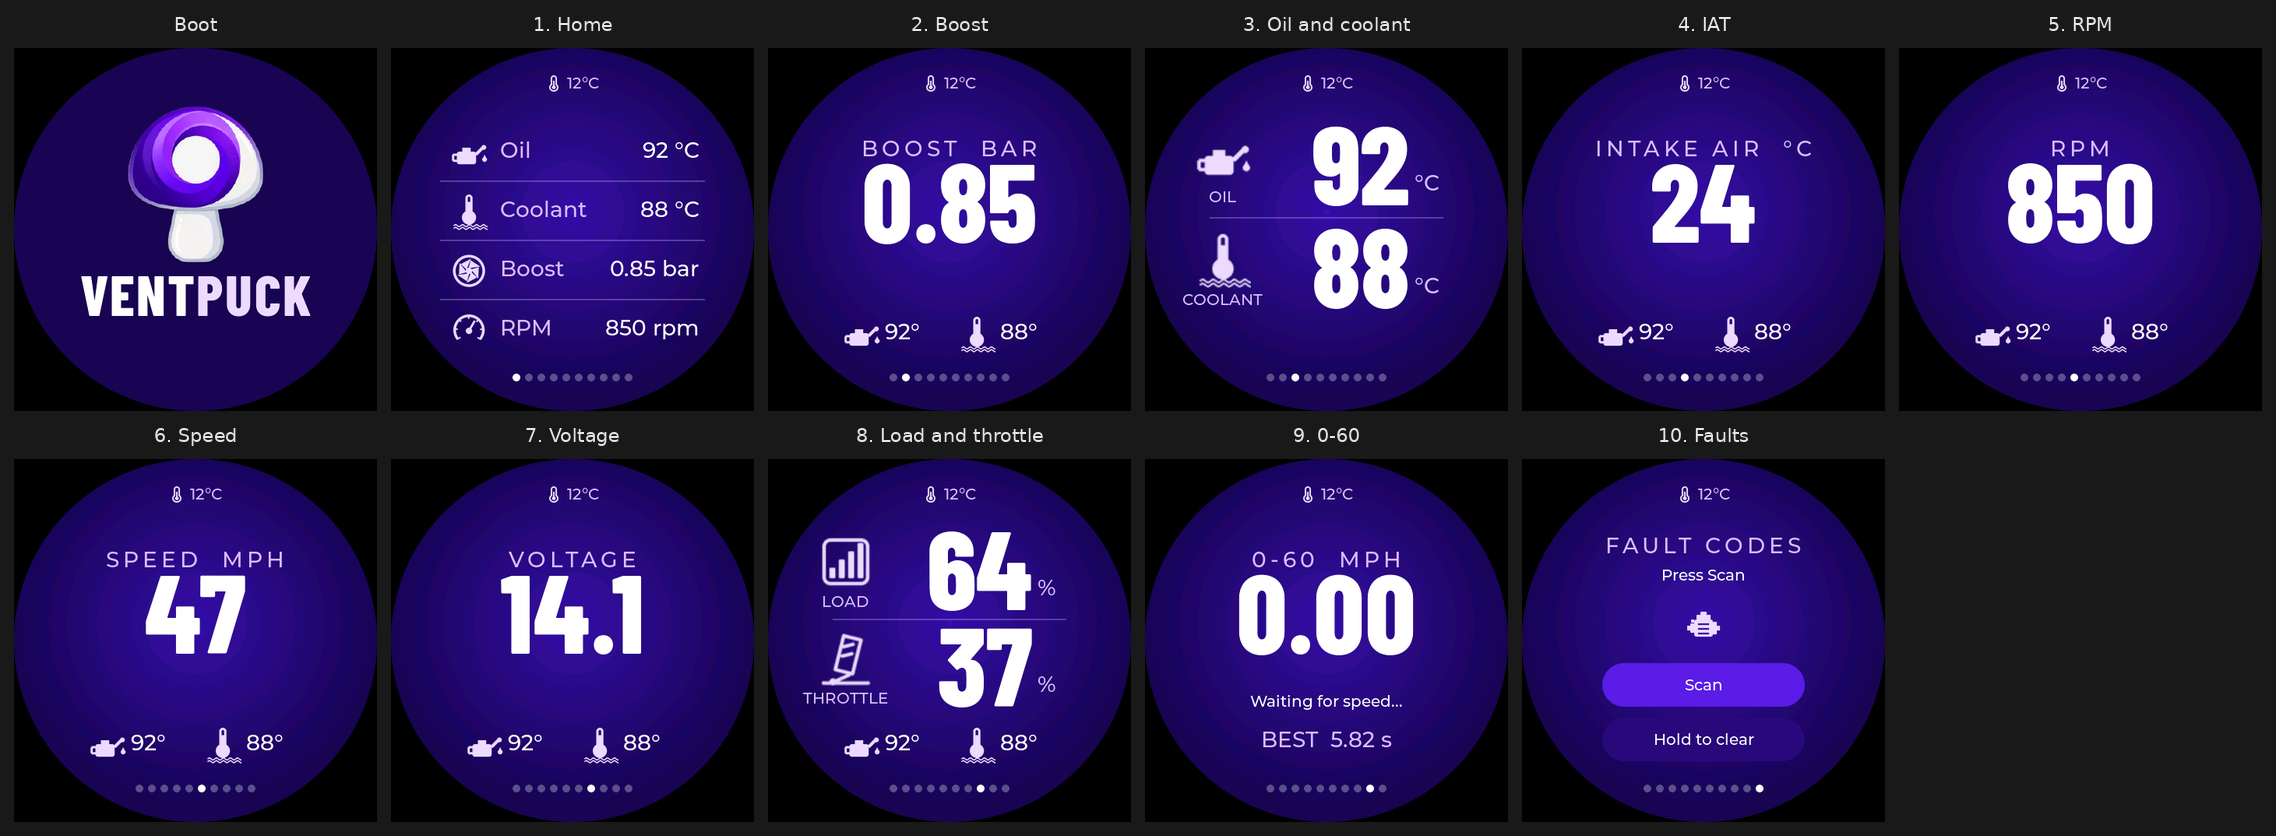 Boot
VENTPUCK
1. Home
12°C
Oil 92 °C
Coolant 88 °C
Boost 0.85 bar
RPM 850 rpm
2. Boost
12°C
BOOST BAR
0.85
92° 88°
3. Oil and coolant
12°C
OIL 92 °C
COOLANT 88 °C
4. IAT
12°C
INTAKE AIR °C
24
92° 88°
5. RPM
12°C
RPM
850
92° 88°
6. Speed
12°C
SPEED MPH
47
92° 88°
7. Voltage
12°C
VOLTAGE
14.1
92° 88°
8. Load and throttle
12°C
LOAD 64 %
THROTTLE 37 %
92° 88°
9. 0-60
12°C
0-60 MPH
0.00
Waiting for speed...
BEST 5.82 s
10. Faults
12°C
FAULT CODES
Press Scan
Scan
Hold to clear